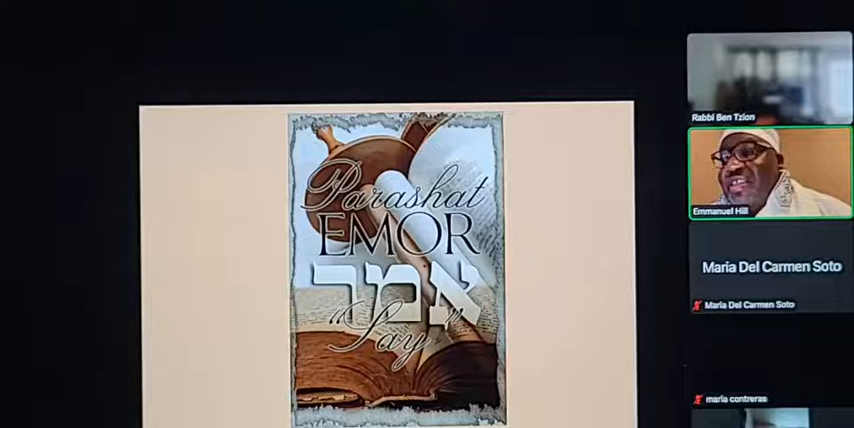 Parashat
EMOR
אמר
"Say"
Rabbi Ben Tzion
Emmanuel Hill
Maria Del Carmen Soto
Maria Del Carmen Soto
maria contreras